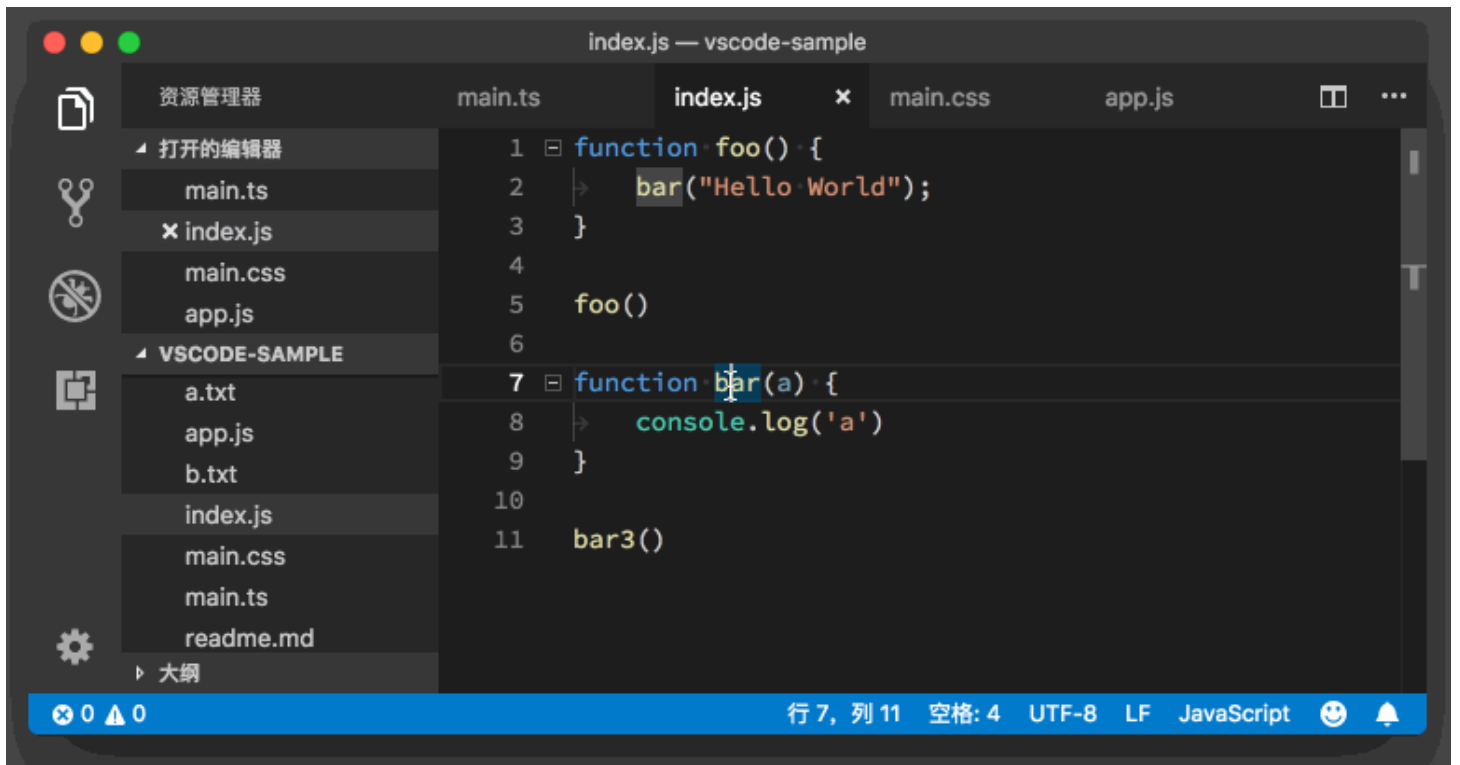 index.js — vscode-sample
资源管理器
main.ts
index.js
main.css
app.js
打开的编辑器
main.ts
index.js
main.css
app.js
VSCODE-SAMPLE
a.txt
app.js
b.txt
index.js
main.css
main.ts
readme.md
大纲
1 function foo() {
2 bar("Hello World");
3 }
4
5 foo()
6
7 function bar(a) {
8 console.log('a')
9 }
10
11 bar3()
0 0 行 7，列 11 空格: 4 UTF-8 LF JavaScript